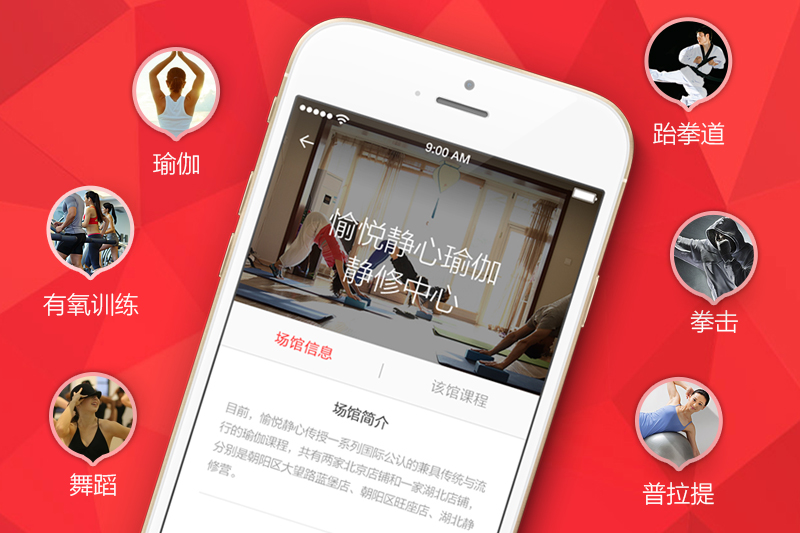 瑜伽
有氧训练
舞蹈
9:00 AM
愉悦静心瑜伽
静修中心
场馆信息
该馆课程
场馆简介
目前，愉悦静心传授一系列国际公认的兼具传统与流
行的瑜伽课程，共有两家北京店铺和一家湖北店铺，
分别是朝阳区大望路蓝堡店、朝阳区旺座店、湖北静
修营。
跆拳道
拳击
普拉提